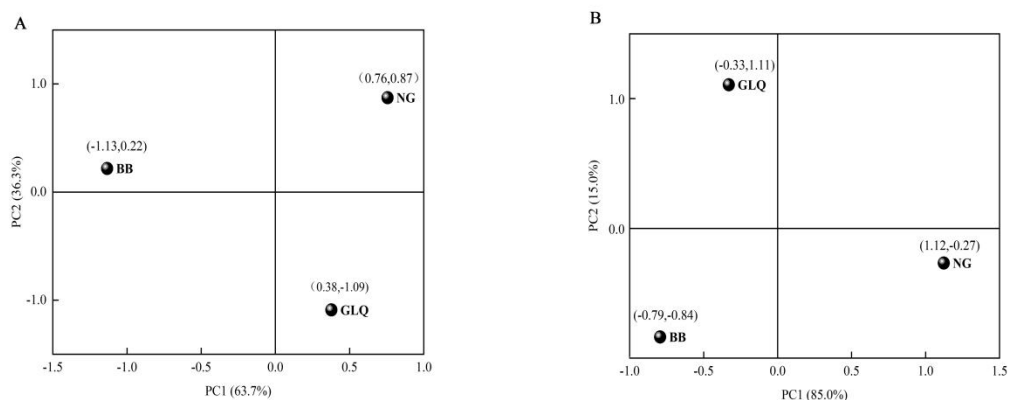 A
(0.76,0.87)
NG
(-1.13,0.22)
BB
(0.38,-1.09)
GLQ
1.0
0.0
-1.0
PC2 (36.3%)
-1.5
-1.0
-0.5
0.0
0.5
1.0
PC1 (63.7%)
B
(-0.33,1.11)
GLQ
(1.12,-0.27)
NG
(-0.79,-0.84)
BB
1.0
0.0
PC2 (15.0%)
-1.0
-0.5
0.0
0.5
1.0
1.5
PC1 (85.0%)